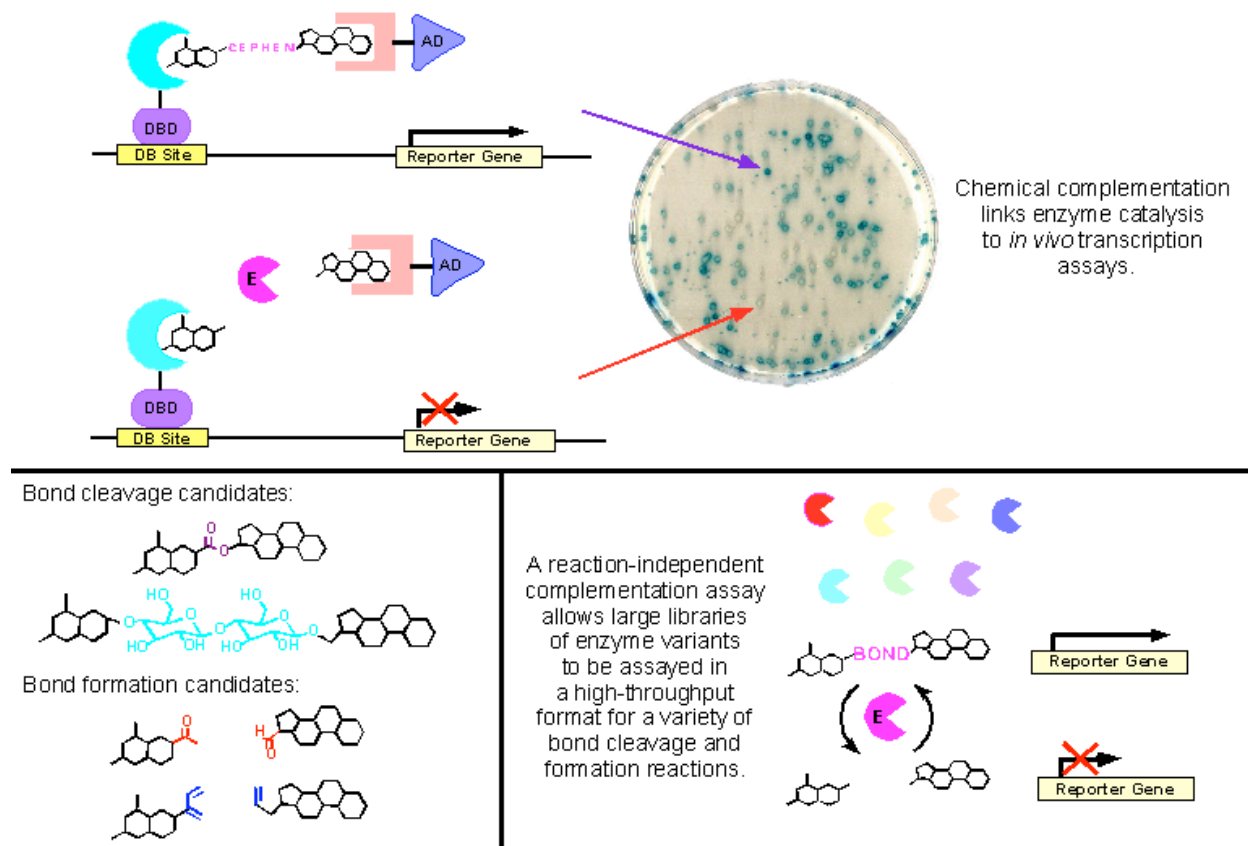 CEPHEM
AD
DBD
DB Site
Reporter Gene
Chemical complementation
links enzyme catalysis
to in vivo transcription
assays.
E
AD
DBD
DB Site
Reporter Gene
Bond cleavage candidates:
O
O
HO
O
O
HO
OH
O
HO
O
HO
OH
O
Bond formation candidates:
O
H
O
A reaction-independent
complementation assay
allows large libraries
of enzyme variants
to be assayed in
a high-throughput
format for a variety of
bond cleavage and
formation reactions.
BOND
Reporter Gene
E
Reporter Gene